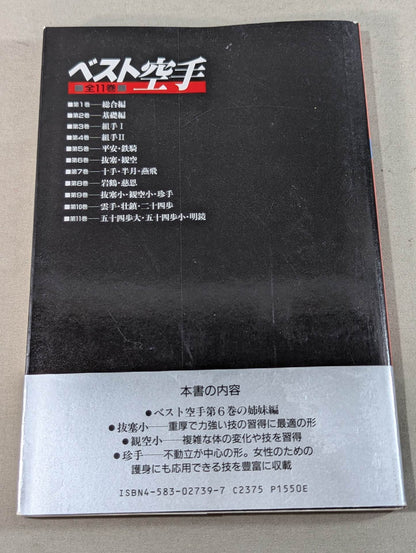 ベスト空手
■全11巻■
■第1巻──総合編
■第2巻──基礎編
■第3巻──組手Ⅰ
■第4巻──組手Ⅱ
■第5巻──平安・鉄騎
■第6巻──抜塞・観空
■第7巻──十手・半月・燕飛
■第8巻──岩鶴・慈恩
■第9巻──抜塞小・観空小・珍手
■第10巻──雲手・壮鎮・二十四歩
■第11巻──五十四歩大・五十四歩小・明鏡
本書の内容
●ベスト空手第6巻の姉妹編
●抜塞小──重厚で力強い技の習得に最適の形
●観空小──複雑な体の変化や技を習得
●珍手──不動立が中心の形。女性のための
護身にも応用できる技を豊富に収載
ISBN4-583-02739-7 C2375 P1550E